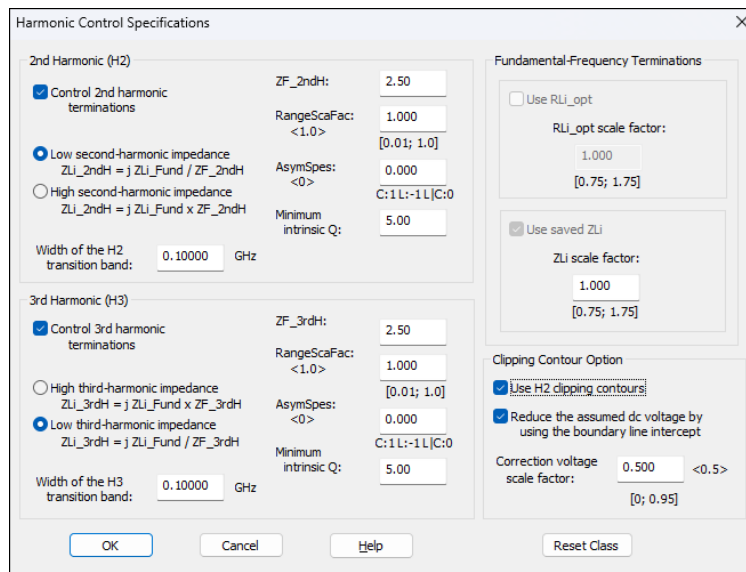 Harmonic Control Specifications
2nd Harmonic (H2)
Control 2nd harmonic
terminations
Low second-harmonic impedance
ZLi_2ndH = j ZLi_Fund / ZF_2ndH
High second-harmonic impedance
ZLi_2ndH = j ZLi_Fund x ZF_2ndH
Width of the H2
transition band:
0.10000
GHz
ZF_2ndH:
2.50
RangeScaFac:
<1.0>
1.000
[0.01; 1.0]
AsymSpes:
<0>
0.000
C:1 L:-1 L|C:0
Minimum
intrinsic Q:
5.00
3rd Harmonic (H3)
Control 3rd harmonic
terminations
High third-harmonic impedance
ZLi_3rdH = j ZLi_Fund x ZF_3rdH
Low third-harmonic impedance
ZLi_3rdH = j ZLi_Fund / ZF_3rdH
Width of the H3
transition band:
0.10000
GHz
ZF_3rdH:
2.50
RangeScaFac:
<1.0>
1.000
[0.01; 1.0]
AsymSpes:
<0>
0.000
C:1 L:-1 L|C:0
Minimum
intrinsic Q:
5.00
Fundamental-Frequency Terminations
Use RLi_opt
RLi_opt scale factor:
1.000
[0.75; 1.75]
Use saved ZLi
ZLi scale factor:
1.000
[0.75; 1.75]
Clipping Contour Option
Use H2 clipping contours
Reduce the assumed dc voltage by
using the boundary line intercept
Correction voltage
scale factor:
0.500
<0.5>
[0; 0.95]
OK
Cancel
Help
Reset Class